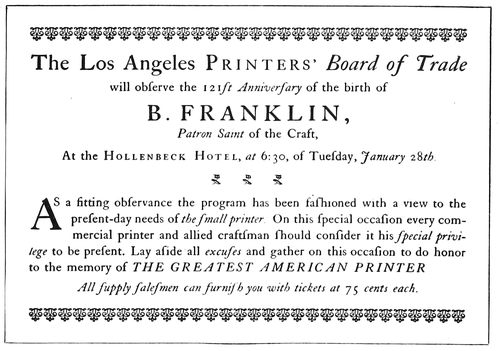 The Los Angeles PRINTERS' Board of Trade
will obſerve the 121ſt Anniverſary of the birth of
B. FRANKLIN,
Patron Saint of the Craft,
At the HOLLENBECK HOTEL, at 6:30, of Tueſday, January 28th.
AS a fitting obſervance the program has been faſhioned with a view to the
preſent-day needs of the ſmall printer. On this ſpecial occaſion every com-
mercial printer and allied craftſman ſhould conſider it his ſpecial privi-
lege to be preſent. Lay aſide all excuſes and gather on this occaſion to do honor
to the memory of THE GREATEST AMERICAN PRINTER
All ſupply ſaleſmen can furniſh you with tickets at 75 cents each.